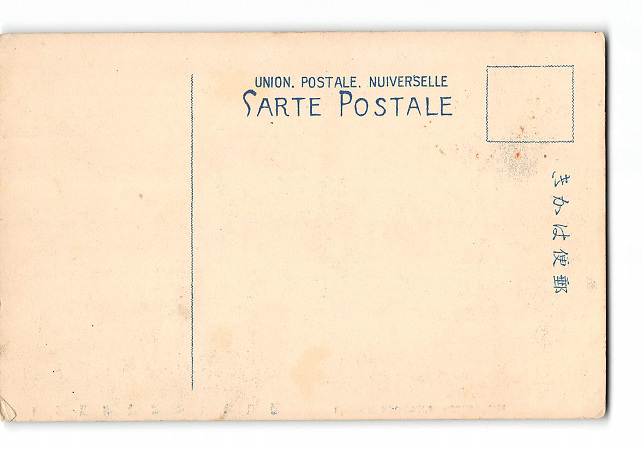 UNION. POSTALE. NUIVERSELLE
CARTE POSTALE
きかは便郵